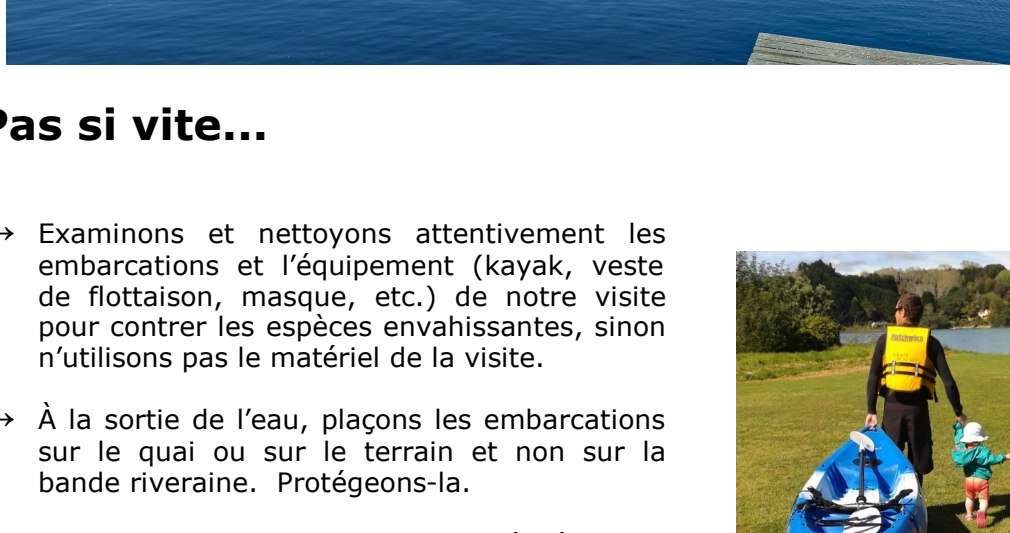 Pas si vite...
→ Examinons et nettoyons attentivement les
embarcations et l’équipement (kayak, veste
de flottaison, masque, etc.) de notre visite
pour contrer les espèces envahissantes, sinon
n’utilisons pas le matériel de la visite.
→ À la sortie de l’eau, plaçons les embarcations
sur le quai ou sur le terrain et non sur la
bande riveraine. Protégeons-la.
Hutchwilco